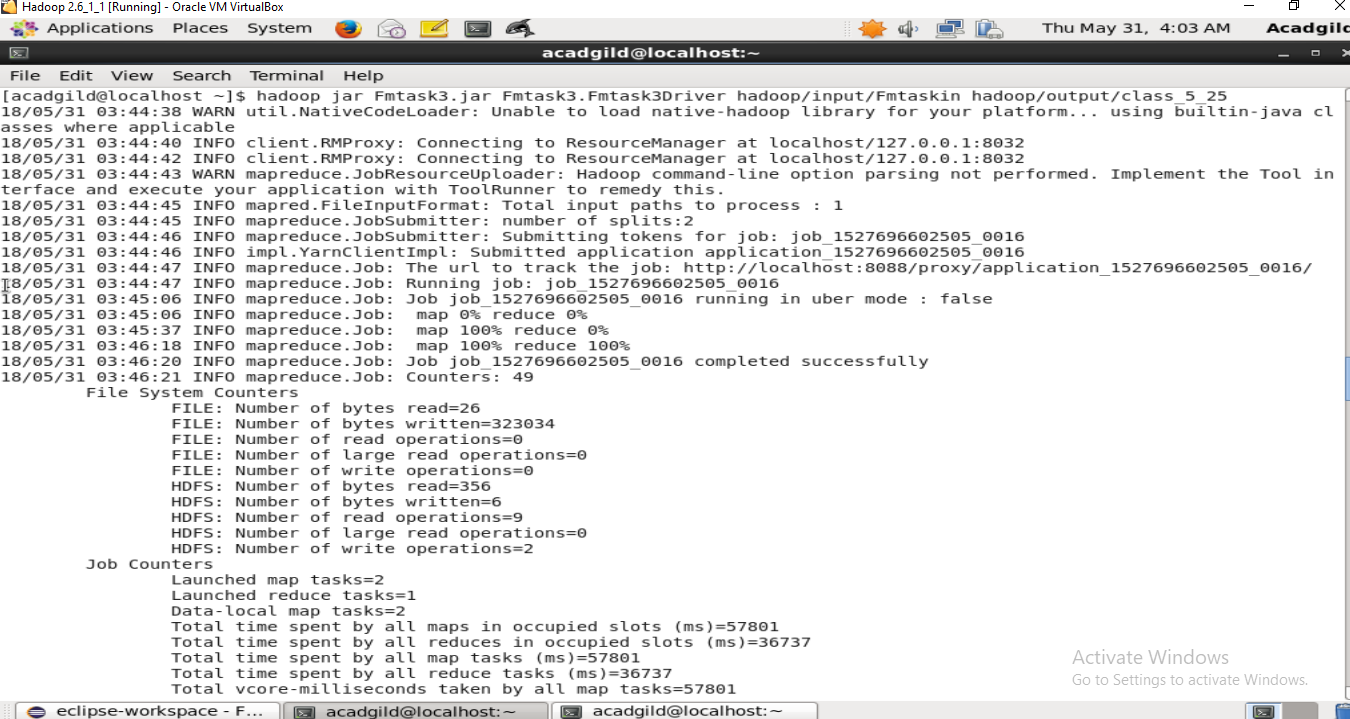 Hadoop 2.6_1_1 [Running] - Oracle VM VirtualBox
Applications Places System Thu May 31, 4:03 AM Acadgild
acadgild@localhost:~
File Edit View Search Terminal Help
[acadgild@localhost ~]$ hadoop jar Fmtask3.jar Fmtask3.Fmtask3Driver hadoop/input/Fmtaskin hadoop/output/class_5_25
18/05/31 03:44:38 WARN util.NativeCodeLoader: Unable to load native-hadoop library for your platform... using builtin-java cl
asses where applicable
18/05/31 03:44:40 INFO client.RMProxy: Connecting to ResourceManager at localhost/127.0.0.1:8032
18/05/31 03:44:42 INFO client.RMProxy: Connecting to ResourceManager at localhost/127.0.0.1:8032
18/05/31 03:44:43 WARN mapreduce.JobResourceUploader: Hadoop command-line option parsing not performed. Implement the Tool in
terface and execute your application with ToolRunner to remedy this.
18/05/31 03:44:45 INFO mapred.FileInputFormat: Total input paths to process : 1
18/05/31 03:44:45 INFO mapreduce.JobSubmitter: number of splits:2
18/05/31 03:44:46 INFO mapreduce.JobSubmitter: Submitting tokens for job: job_1527696602505_0016
18/05/31 03:44:46 INFO impl.YarnClientImpl: Submitted application application_1527696602505_0016
18/05/31 03:44:47 INFO mapreduce.Job: The url to track the job: http://localhost:8088/proxy/application_1527696602505_0016/
18/05/31 03:44:47 INFO mapreduce.Job: Running job: job_1527696602505_0016
18/05/31 03:45:06 INFO mapreduce.Job: Job job_1527696602505_0016 running in uber mode : false
18/05/31 03:45:06 INFO mapreduce.Job: map 0% reduce 0%
18/05/31 03:45:37 INFO mapreduce.Job: map 100% reduce 0%
18/05/31 03:46:18 INFO mapreduce.Job: map 100% reduce 100%
18/05/31 03:46:20 INFO mapreduce.Job: Job job_1527696602505_0016 completed successfully
18/05/31 03:46:21 INFO mapreduce.Job: Counters: 49
File System Counters
FILE: Number of bytes read=26
FILE: Number of bytes written=323034
FILE: Number of read operations=0
FILE: Number of large read operations=0
FILE: Number of write operations=0
HDFS: Number of bytes read=356
HDFS: Number of bytes written=6
HDFS: Number of read operations=9
HDFS: Number of large read operations=0
HDFS: Number of write operations=2
Job Counters
Launched map tasks=2
Launched reduce tasks=1
Data-local map tasks=2
Total time spent by all maps in occupied slots (ms)=57801
Total time spent by all reduces in occupied slots (ms)=36737
Total time spent by all map tasks (ms)=57801
Total time spent by all reduce tasks (ms)=36737
Total vcore-milliseconds taken by all map tasks=57801
Activate Windows
Go to Settings to activate Windows.
eclipse-workspace - F... acadgild@localhost:~ acadgild@localhost:~